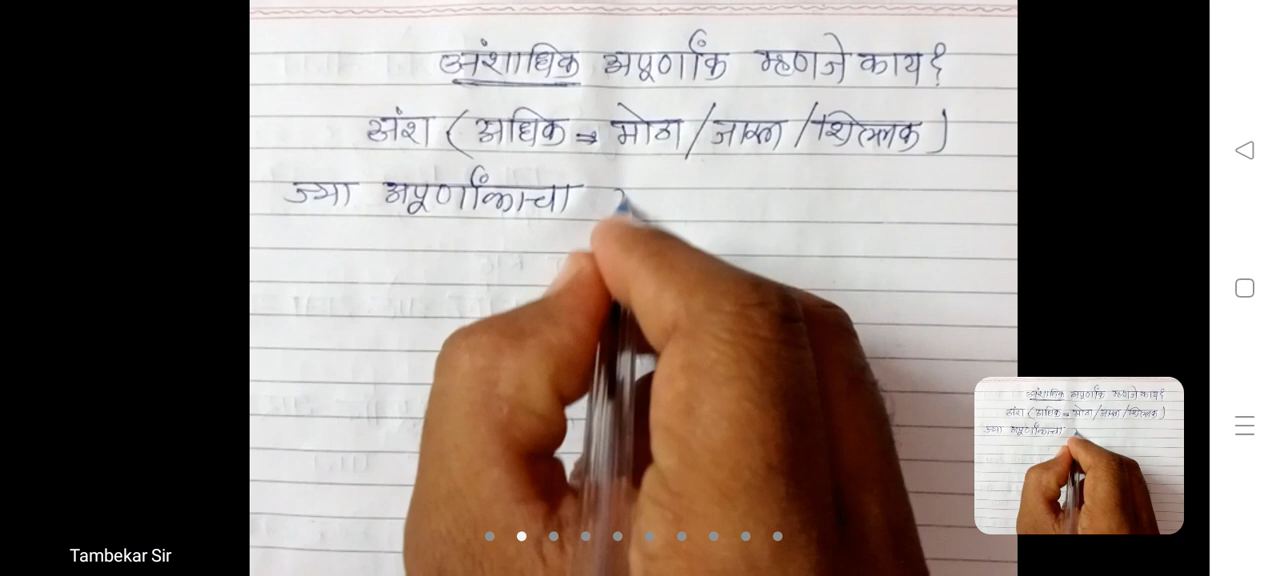 अंशाधिक अपूर्णांक म्हणजे काय?
अंश (अधिक → मोठा/जास्त/शिल्लक)
ज्या अपूर्णांकाचा
Tambekar Sir